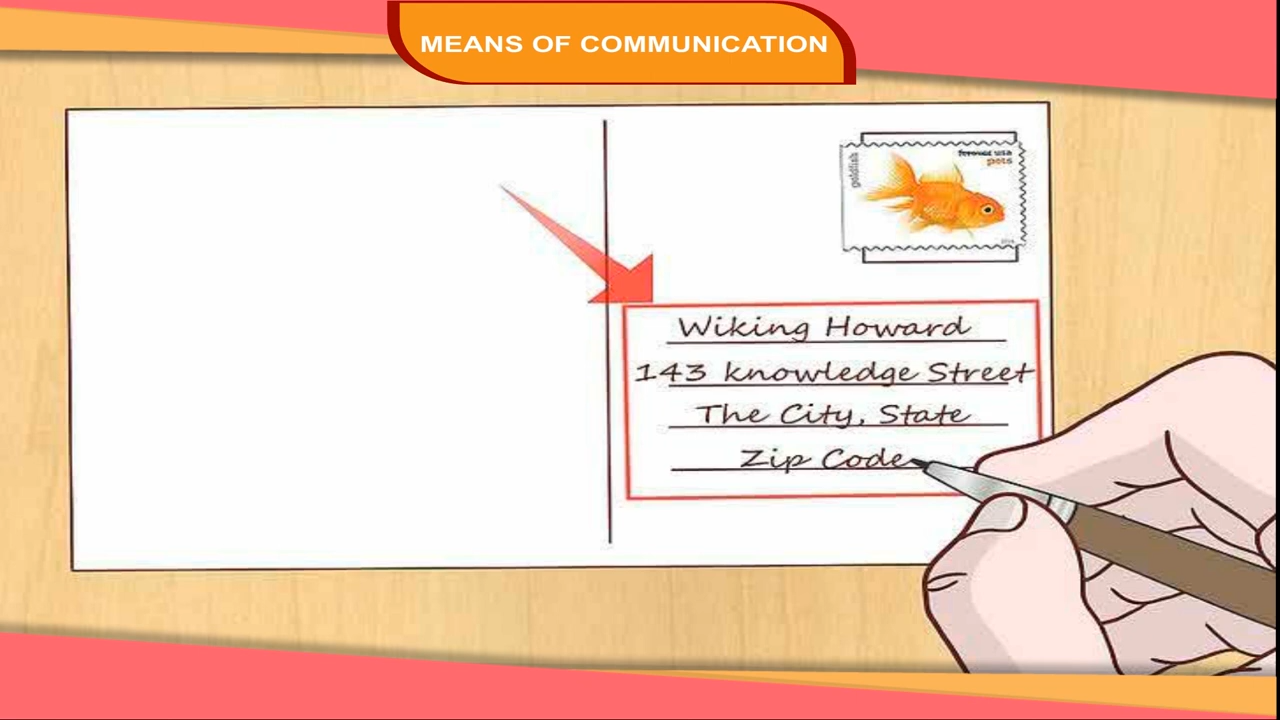 MEANS OF COMMUNICATION
forever usa
pets
goldfish
Wiking Howard
143 knowledge Street
The City, State
Zip Code